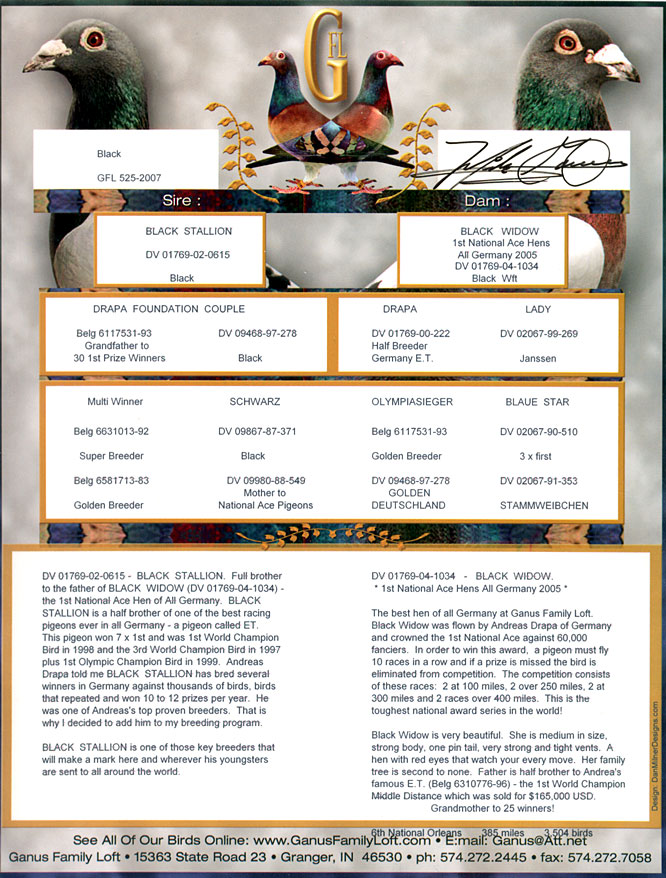 GFL
Black
GFL 525-2007
Sire :
Dam :
BLACK STALLION
DV 01769-02-0615
Black
BLACK WIDOW
1st National Ace Hens
All Germany 2005
DV 01769-04-1034
Black Wft
DRAPA FOUNDATION COUPLE
Belg 6117531-93 DV 09468-97-278
Grandfather to
30 1st Prize Winners Black
DRAPA LADY
DV 01769-00-222 DV 02067-99-269
Half Breeder
Germany E.T. Janssen
Multi Winner SCHWARZ OLYMPIASIEGER BLAUE STAR
Belg 6631013-92 DV 09867-87-371 Belg 6117531-93 DV 02067-90-510
Super Breeder Black Golden Breeder 3 x first
Belg 6581713-83 DV 09980-88-549 DV 09468-97-278 DV 02067-91-353
Mother to GOLDEN
Golden Breeder National Ace Pigeons DEUTSCHLAND STAMMWEIBCHEN
DV 01769-02-0615 - BLACK STALLION. Full brother
to the father of BLACK WIDOW (DV 01769-04-1034) -
the 1st National Ace Hen of All Germany. BLACK
STALLION is a half brother of one of the best racing
pigeons ever in all Germany - a pigeon called ET.
This pigeon won 7 x 1st and was 1st World Champion
Bird in 1998 and the 3rd World Champion Bird in 1997
plus 1st Olympic Champion Bird in 1999. Andreas
Drapa told me BLACK STALLION has bred several
winners in Germany against thousands of birds, birds
that repeated and won 10 to 12 prizes per year. He
was one of Andreas's top proven breeders. That is
why I decided to add him to my breeding program.
BLACK STALLION is one of those key breeders that
will make a mark here and wherever his youngsters
are sent to all around the world.
DV 01769-04-1034 - BLACK WIDOW.
* 1st National Ace Hens All Germany 2005 *
The best hen of all Germany at Ganus Family Loft.
Black Widow was flown by Andreas Drapa of Germany
and crowned the 1st National Ace against 60,000
fanciers. In order to win this award, a pigeon must fly
10 races in a row and if a prize is missed the bird is
eliminated from competition. The competition consists
of these races: 2 at 100 miles, 2 over 250 miles, 2 at
300 miles and 2 races over 400 miles. This is the
toughest national award series in the world!
Black Widow is very beautiful. She is medium in size,
strong body, one pin tail, very strong and tight vents. A
hen with red eyes that watch your every move. Her family
tree is second to none. Father is half brother to Andrea's
famous E.T. (Belg 6310776-96) - the 1st World Champion
Middle Distance which was sold for $165,000 USD.
Grandmother to 25 winners!
6th National Orleans 385 miles 3,504 birds
Design: DanMilnerDesigns.com
See All Of Our Birds Online: www.GanusFamilyLoft.com • E:mail: Ganus@Att.net
Ganus Family Loft • 15363 State Road 23 • Granger, IN 46530 • ph: 574.272.2445 • fax: 574.272.7058